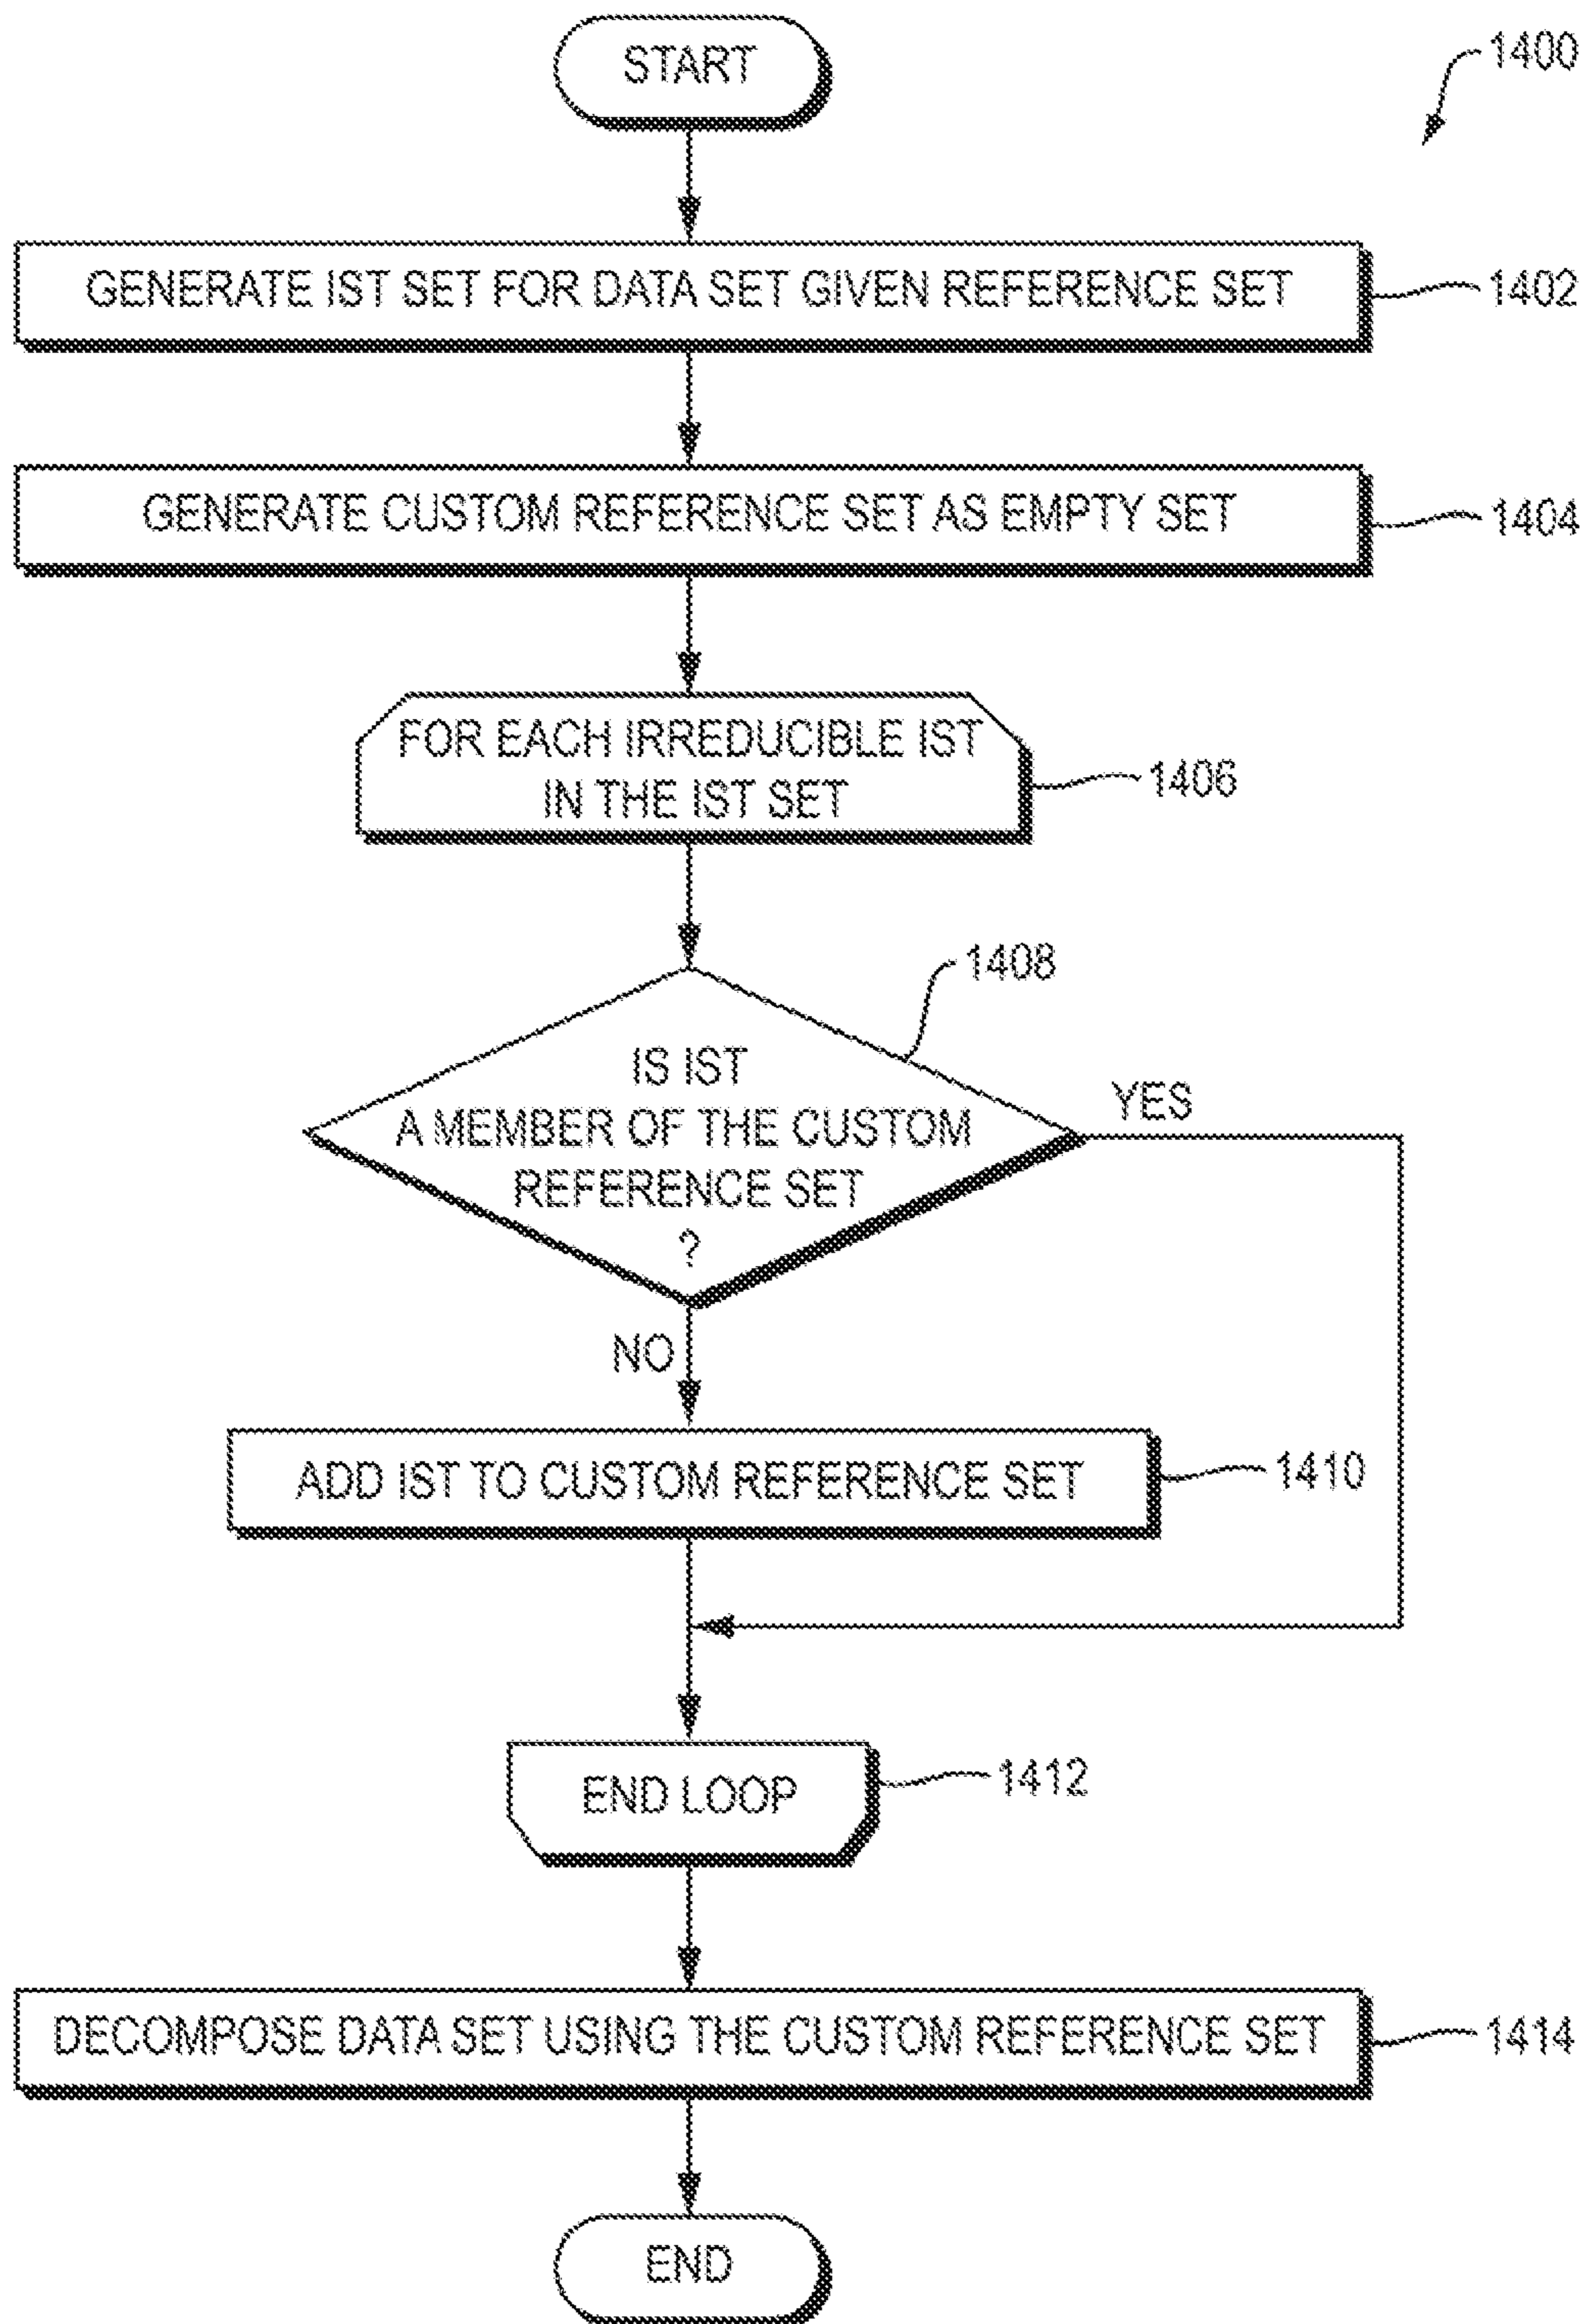 START
1400
GENERATE IST SET FOR DATA SET GIVEN REFERENCE SET
1402
GENERATE CUSTOM REFERENCE SET AS EMPTY SET
1404
FOR EACH IRREDUCIBLE IST
IN THE IST SET
1406
1408
IS IST
A MEMBER OF THE CUSTOM
REFERENCE SET
?
YES
NO
ADD IST TO CUSTOM REFERENCE SET
1410
END LOOP
1412
DECOMPOSE DATA SET USING THE CUSTOM REFERENCE SET
1414
END